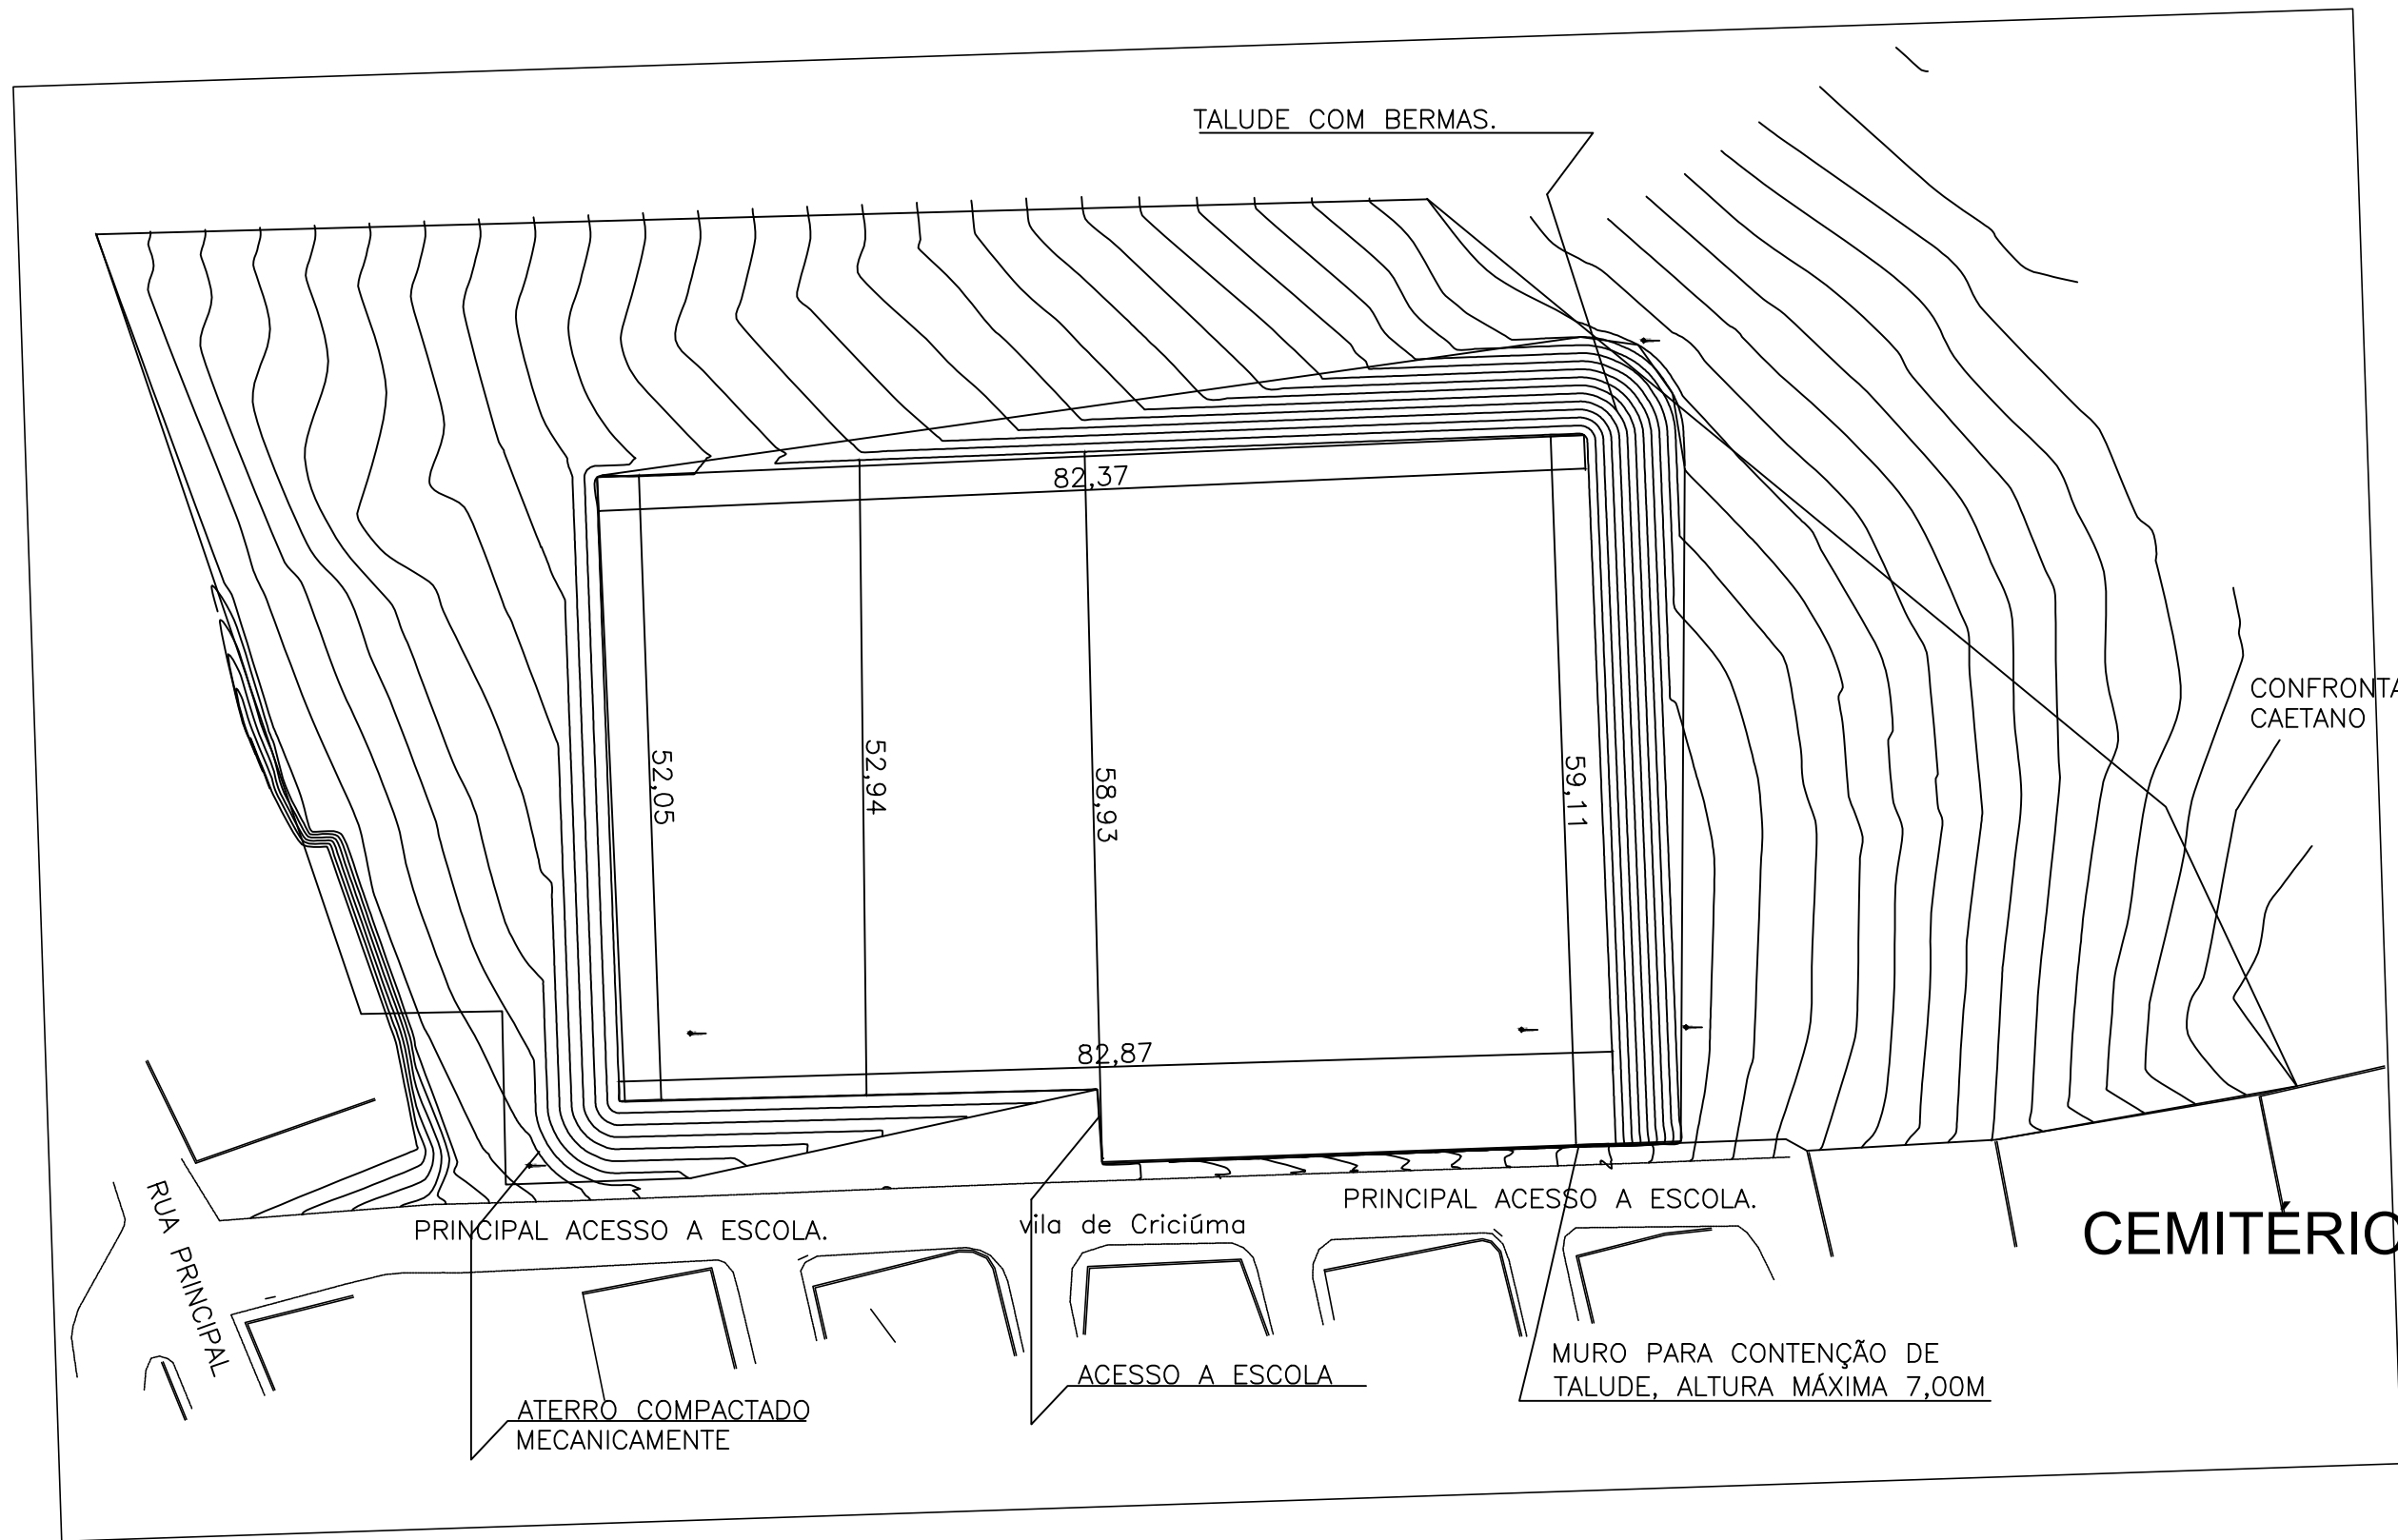 TALUDE COM BERMAS.
82,37
CONFRONTA
CAETANO
52,05
52,94
58,93
59,11
82,87
RUA PRINCIPAL
PRINCIPAL ACESSO A ESCOLA.
vila de Criciúma
PRINCIPAL ACESSO A ESCOLA.
CEMITÉRIO
MURO PARA CONTENÇÃO DE
TALUDE, ALTURA MÁXIMA 7,00M
ACESSO A ESCOLA
ATERRO COMPACTADO
MECANICAMENTE